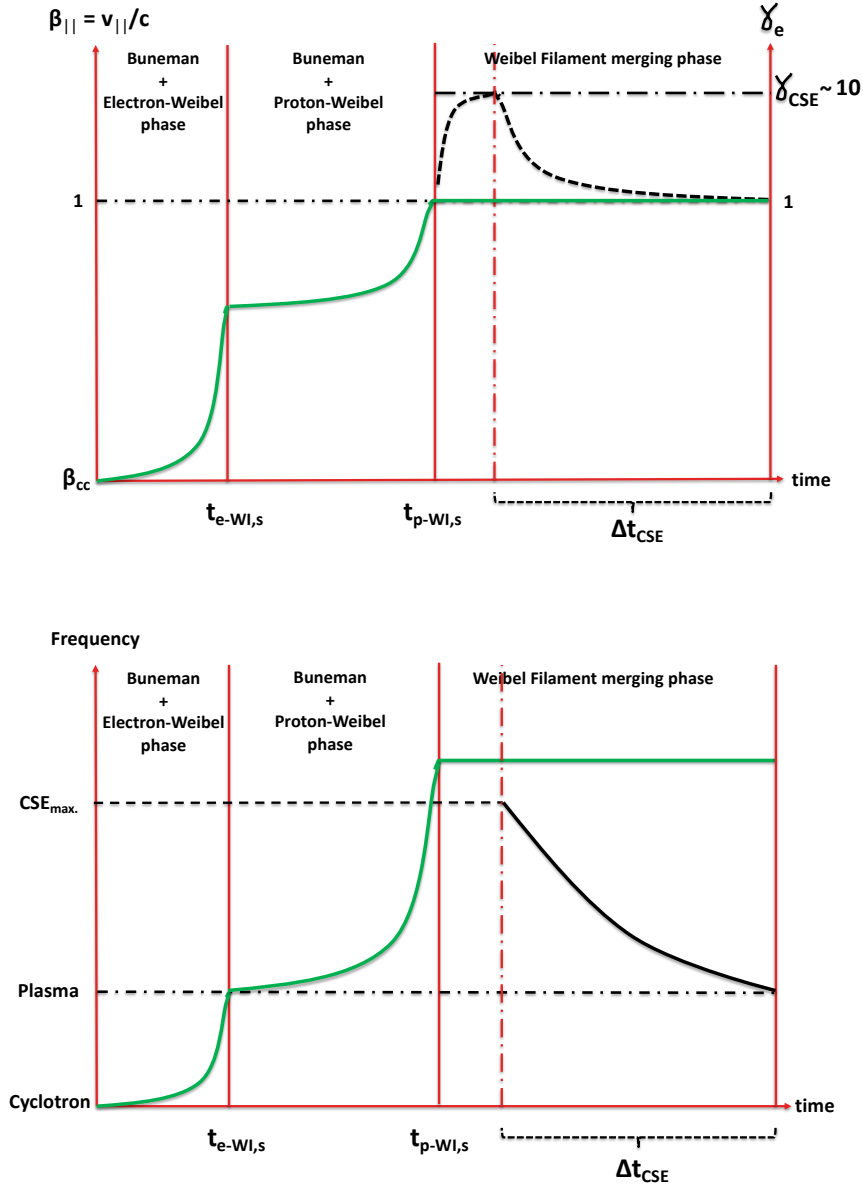 β|| = v||/c
ɣe
Buneman
+
Electron-Weibel
phase
Buneman
+
Proton-Weibel
phase
Weibel Filament merging phase
ɣCSE ~ 10
1
1
βcc
time
te-WI,s
tp-WI,s
ΔtCSE
Frequency
Buneman
+
Electron-Weibel
phase
Buneman
+
Proton-Weibel
phase
Weibel Filament merging phase
CSEmax.
Plasma
Cyclotron
time
te-WI,s
tp-WI,s
ΔtCSE